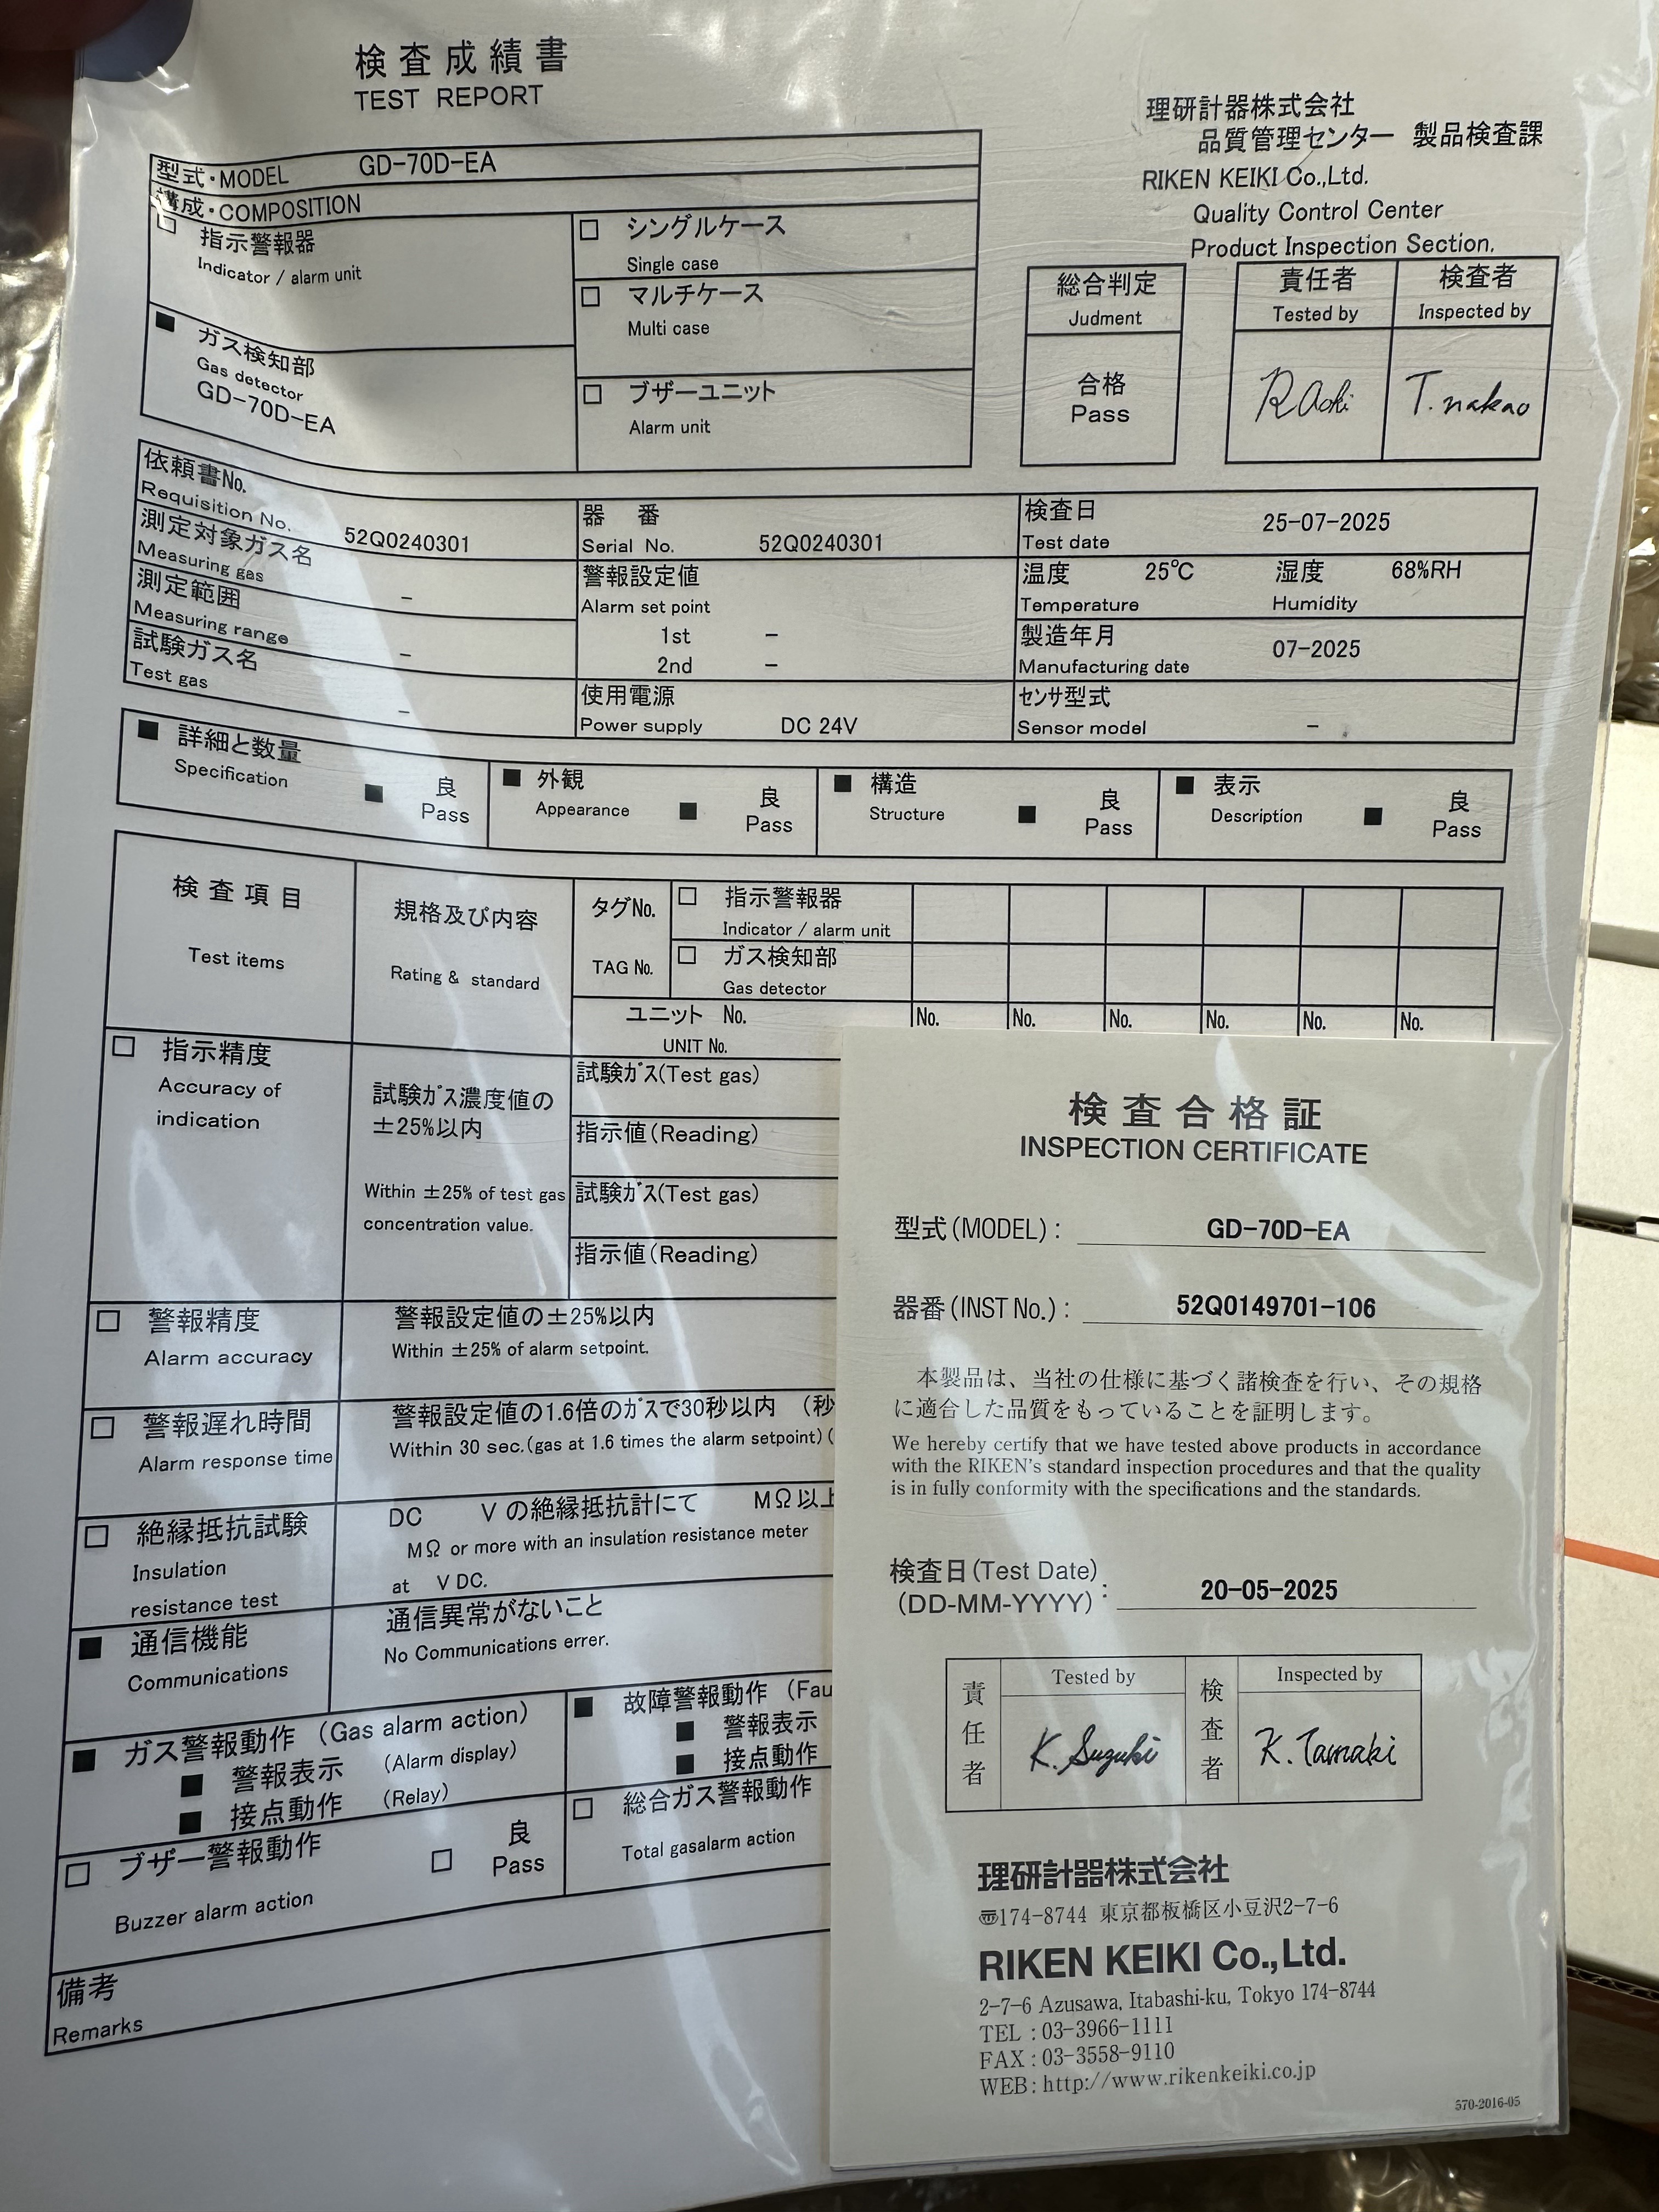 検査成績書
TEST REPORT
理研計器株式会社
品質管理センター 製品検査課
RIKEN KEIKI Co.,Ltd.
Quality Control Center
Product Inspection Section.
型式・MODEL GD-70D-EA
構成・COMPOSITION
□ 指示警報器
Indicator / alarm unit
■ ガス検知部
Gas detector
GD-70D-EA
□ シングルケース
Single case
□ マルチケース
Multi case
□ ブザーユニット
Alarm unit
総合判定
Judment
合格
Pass
責任者 検査者
Tested by Inspected by
R Aoki T. nakao
依頼書No.
Requisition No. 52Q0240301
器 番
Serial No. 52Q0240301
検査日
Test date 25-07-2025
測定対象ガス名
Measuring gas -
測定範囲
Measuring range -
試験ガス名
Test gas -
警報設定値
Alarm set point
1st -
2nd -
使用電源
Power supply DC 24V
温度 25℃ 湿度 68%RH
Temperature Humidity
製造年月
Manufacturing date 07-2025
センサ型式
Sensor model -
■ 詳細と数量
Specification ■ 良
Pass
■ 外観
Appearance ■ 良
Pass
■ 構造
Structure ■ 良
Pass
■ 表示
Description ■ 良
Pass
検査項目
Test items
規格及び内容
Rating & standard
タグNo.
TAG No.
□ 指示警報器
Indicator / alarm unit
□ ガス検知部
Gas detector
ユニット No. No. No. No. No. No. No.
UNIT No.
□ 指示精度
Accuracy of
indication
試験ガス濃度値の
±25%以内
Within ±25% of test gas
concentration value.
試験ガス(Test gas)
指示値(Reading)
試験ガス(Test gas)
指示値(Reading)
□ 警報精度
Alarm accuracy
警報設定値の±25%以内
Within ±25% of alarm setpoint.
□ 警報遅れ時間
Alarm response time
警報設定値の1.6倍のガスで30秒以内 (秒
Within 30 sec.(gas at 1.6 times the alarm setpoint) (
□ 絶縁抵抗試験
Insulation
resistance test
DC V の絶縁抵抗計にて MΩ以上
MΩ or more with an insulation resistance meter
at V DC.
■ 通信機能
Communications
通信異常がないこと
No Communications errer.
■ ガス警報動作 (Gas alarm action)
■ 警報表示 (Alarm display)
■ 接点動作 (Relay)
■ 故障警報動作 (Fau
■ 警報表示
■ 接点動作
□ ブザー警報動作
Buzzer alarm action
□ 良
Pass
□ 総合ガス警報動作
Total gasalarm action
備考
Remarks
検査合格証
INSPECTION CERTIFICATE
型式(MODEL): GD-70D-EA
器番(INST No.): 52Q0149701-106
本製品は、当社の仕様に基づく諸検査を行い、その規格
に適合した品質をもっていることを証明します。
We hereby certify that we have tested above products in accordance
with the RIKEN's standard inspection procedures and that the quality
is in fully conformity with the specifications and the standards.
検査日(Test Date)
(DD-MM-YYYY): 20-05-2025
責任者 Tested by 検査者 Inspected by
K. Suzuki K. Tamaki
理研計器株式会社
〠174-8744 東京都板橋区小豆沢2-7-6
RIKEN KEIKI Co.,Ltd.
2-7-6 Azusawa, Itabashi-ku, Tokyo 174-8744
TEL : 03-3966-1111
FAX : 03-3558-9110
WEB : http://www.rikenkeiki.co.jp
570-2016-05